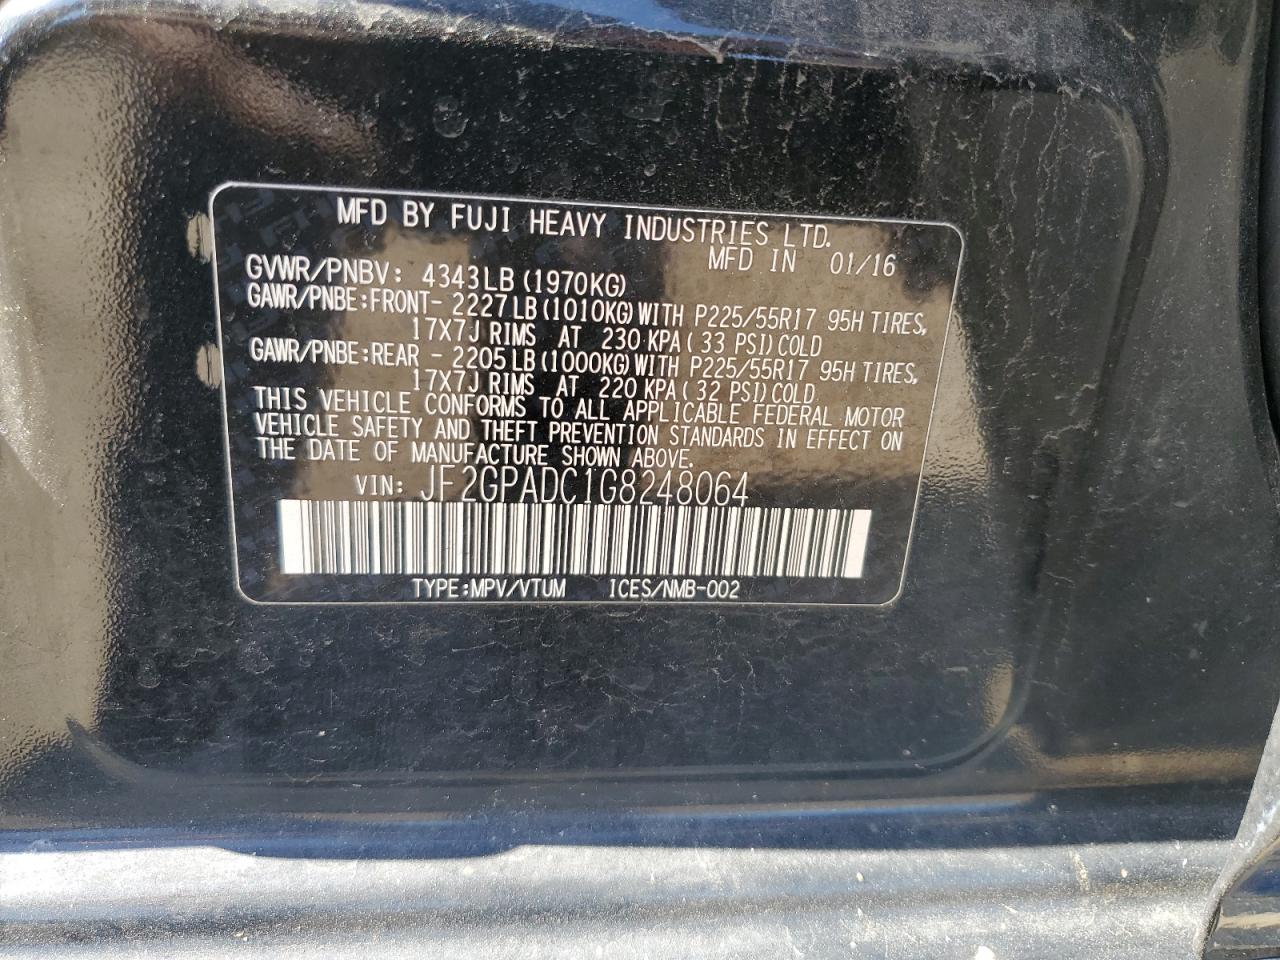 MFD BY FUJI HEAVY INDUSTRIES LTD.
MFD IN 01/16
GVWR/PNBV: 4343LB (1970KG)
GAWR/PNBE:FRONT- 2227LB(1010KG)WITH P225/55R17 95H TIRES,
17X7J RIMS AT 230 KPA( 33 PSI)COLD
GAWR/PNBE:REAR - 2205LB(1000KG)WITH P225/55R17 95H TIRES,
17X7J RIMS AT 220 KPA( 32 PSI)COLD
THIS VEHICLE CONFORMS TO ALL APPLICABLE FEDERAL MOTOR
VEHICLE SAFETY AND THEFT PREVENTION STANDARDS IN EFFECT ON
THE DATE OF MANUFACTURE SHOWN ABOVE.
VIN: JF2GPADC1G8248064
TYPE:MPV/VTUM ICES/NMB-002